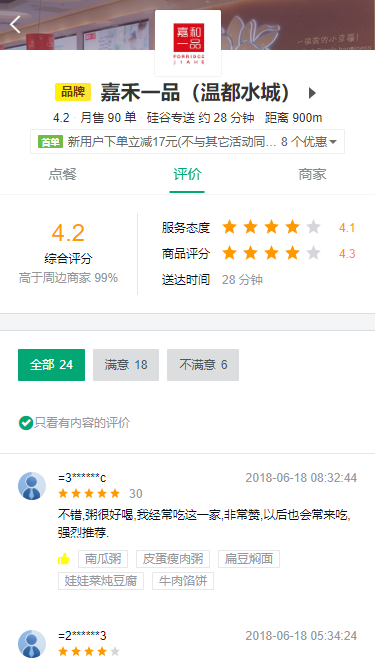 嘉和
一品
PORRIDGE
JIAHE
品牌 嘉禾一品（温都水城）
4.2 月售 90 单 硅谷专送 约 28 分钟 距离 900m
首单 新用户下单立减17元(不与其它活动同… 8 个优惠
点餐 评价 商家
4.2
综合评分
高于周边商家 99%
服务态度 4.1
商品评分 4.3
送达时间 28 分钟
全部 24 满意 18 不满意 6
只看有内容的评价
=3******c 2018-06-18 08:32:44
30
不错,粥很好喝,我经常吃这一家,非常赞,以后也会常来吃,
强烈推荐.
南瓜粥 皮蛋瘦肉粥 扁豆焖面
娃娃菜炖豆腐 牛肉馅饼
=2******3 2018-06-18 05:34:24